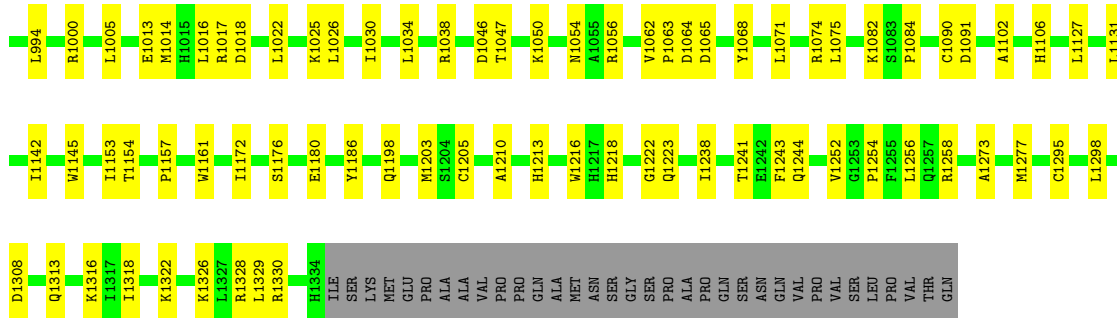 L994 R1000 L1005 E1013 M1014 H1015 L1016 R1017 D1018 L1022 K1025 L1026 I1030 L1034 R1038 D1046 T1047 K1050 N1054 A1055 R1056 V1062 P1063 D1064 D1065 Y1068 L1071 R1074 L1075 K1082 S1083 P1084 C1090 D1091 A1102 H1106 L1127 L1131
I1142 W1145 I1153 T1154 P1157 W1161 I1172 S1176 E1180 Y1186 Q1198 M1203 S1204 C1205 A1210 H1213 W1216 H1217 H1218 G1222 Q1223 I1238 T1241 E1242 F1243 Q1244 V1252 G1253 P1254 F1255 L1256 Q1257 R1258 A1273 M1277 C1295 L1298
D1308 Q1313 K1316 I1317 I1318 K1322 K1326 L1327 R1328 L1329 R1330 H1334 ILE SER LYS MET GLU PRO ALA ALA VAL PRO PRO GLN ALA MET ASN SER GLY SER PRO ALA PRO GLN SER ASN GLN VAL PRO VAL SER LEU PRO VAL THR GLN